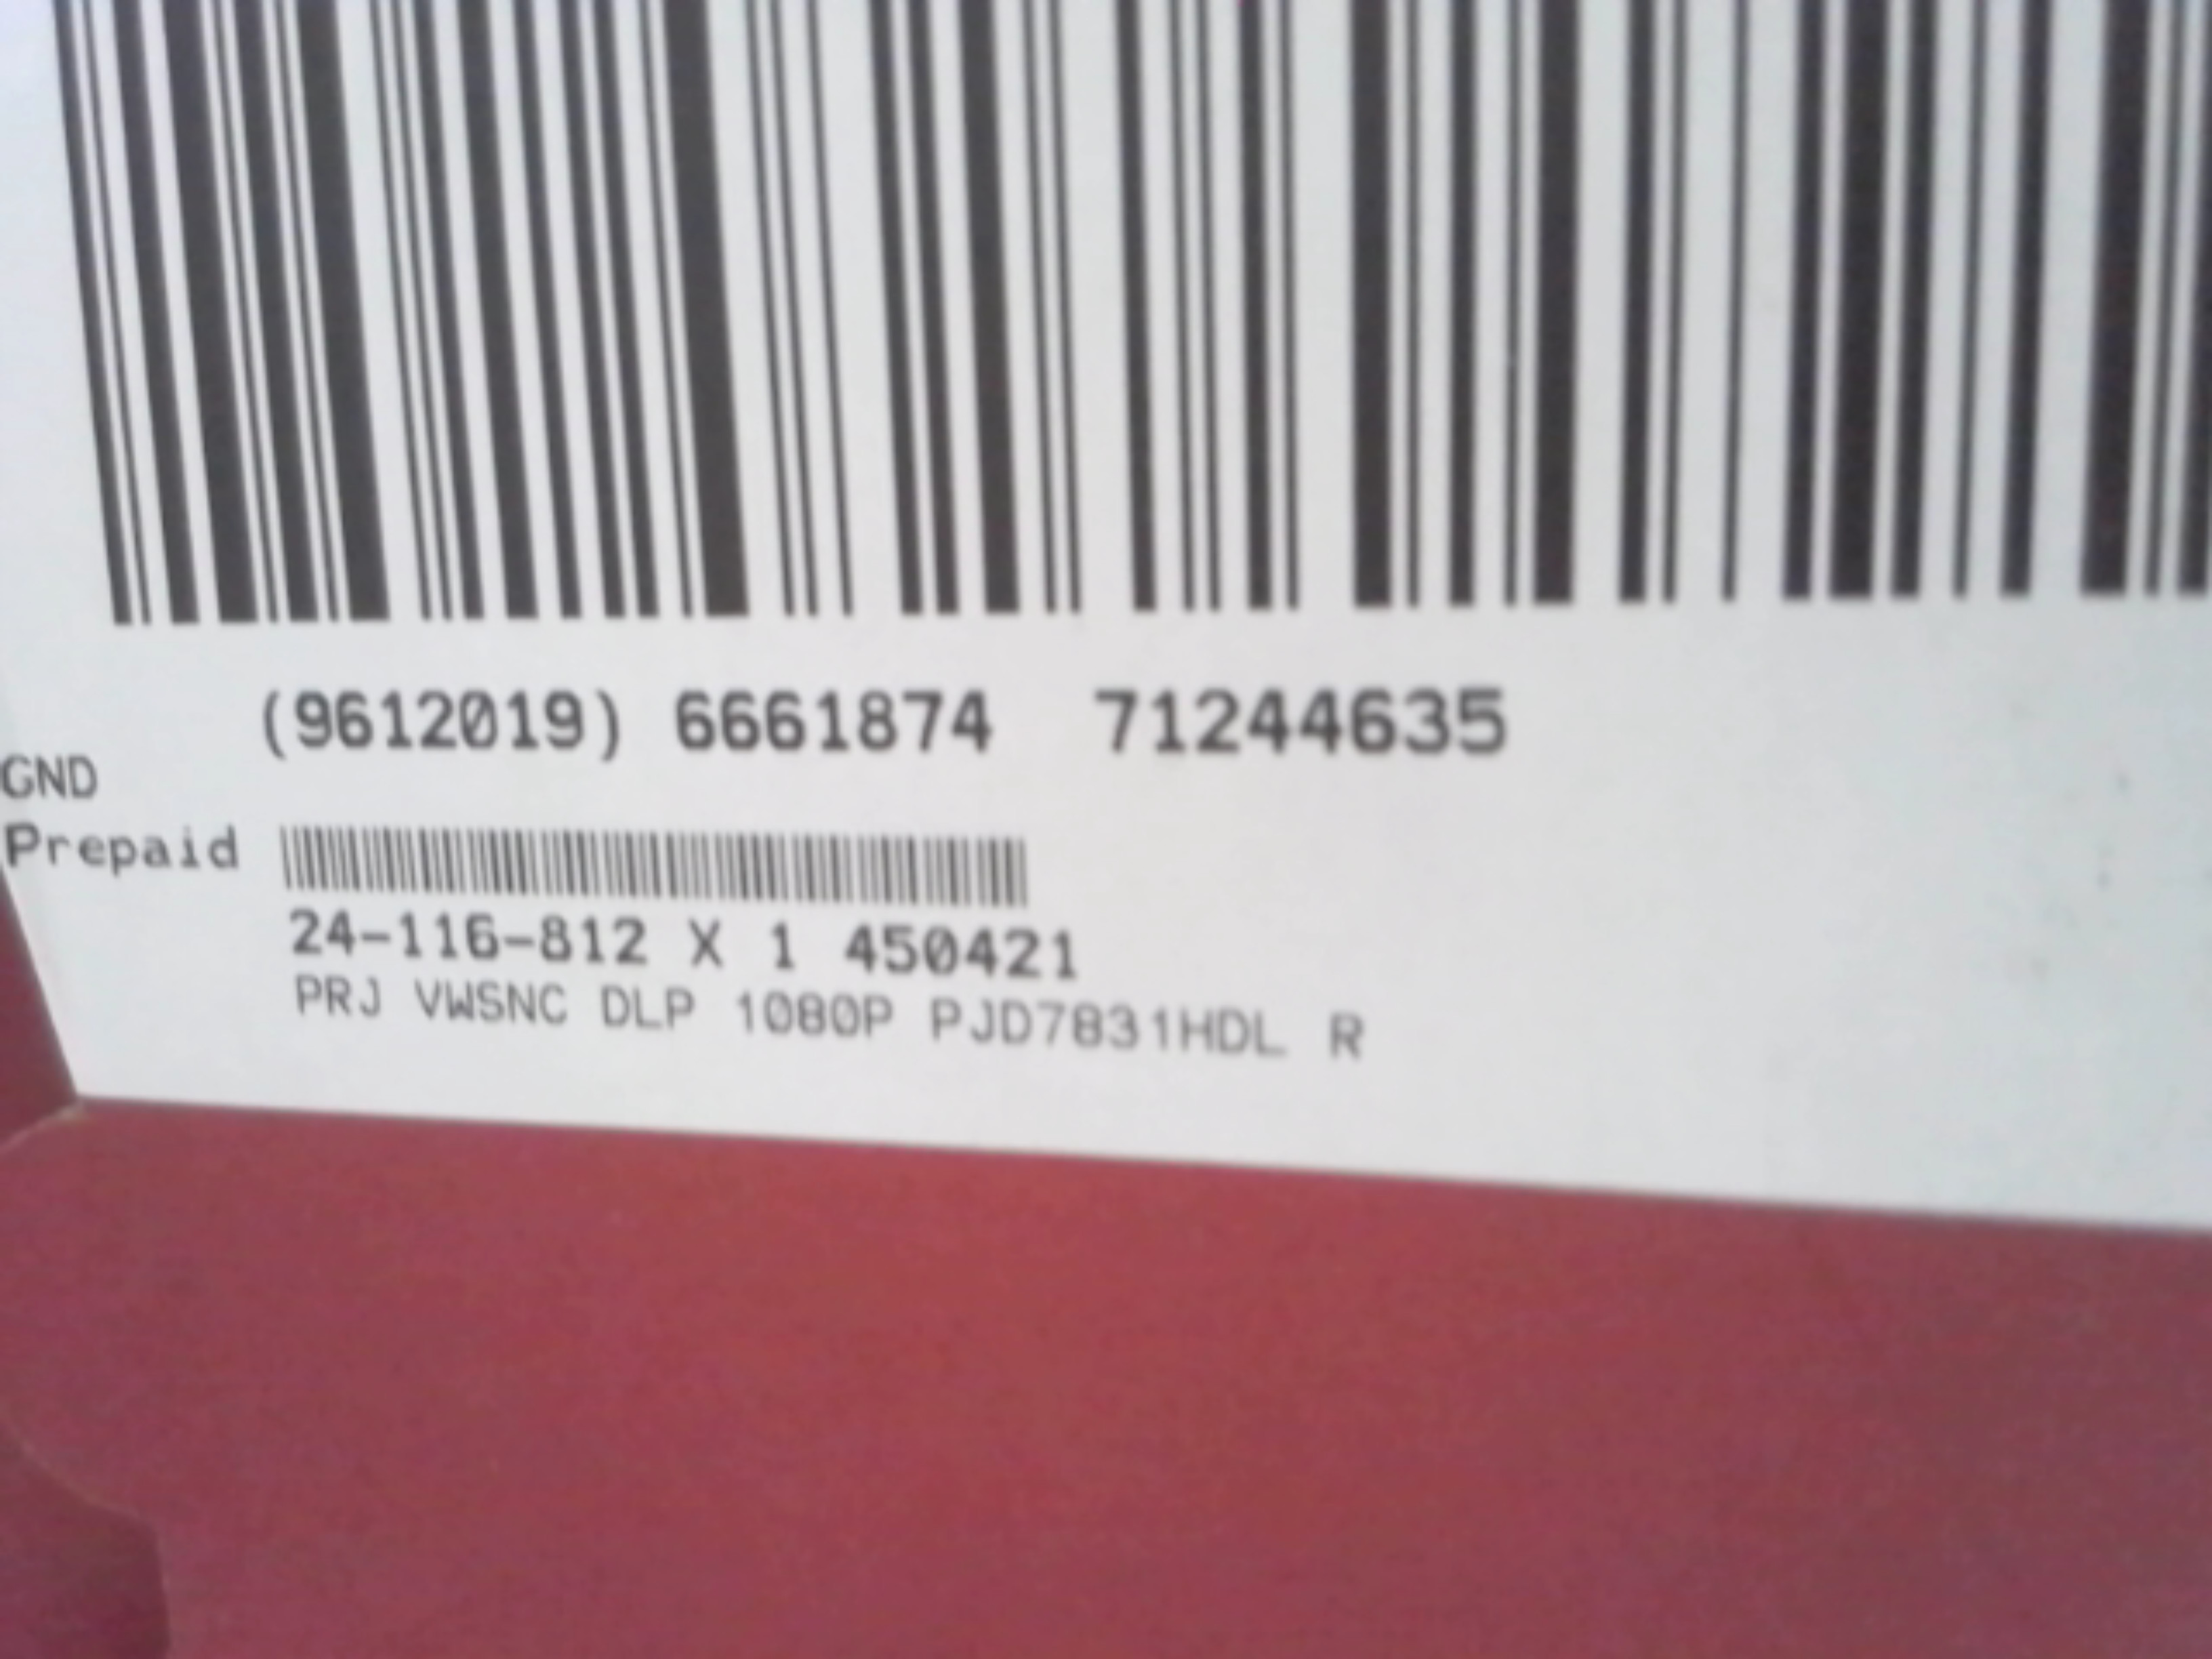 (9612019) 6661874 71244635
GND
Prepaid
24-116-812 X 1 450421
PRJ VWSNC DLP 1080P PJD7831HDL R